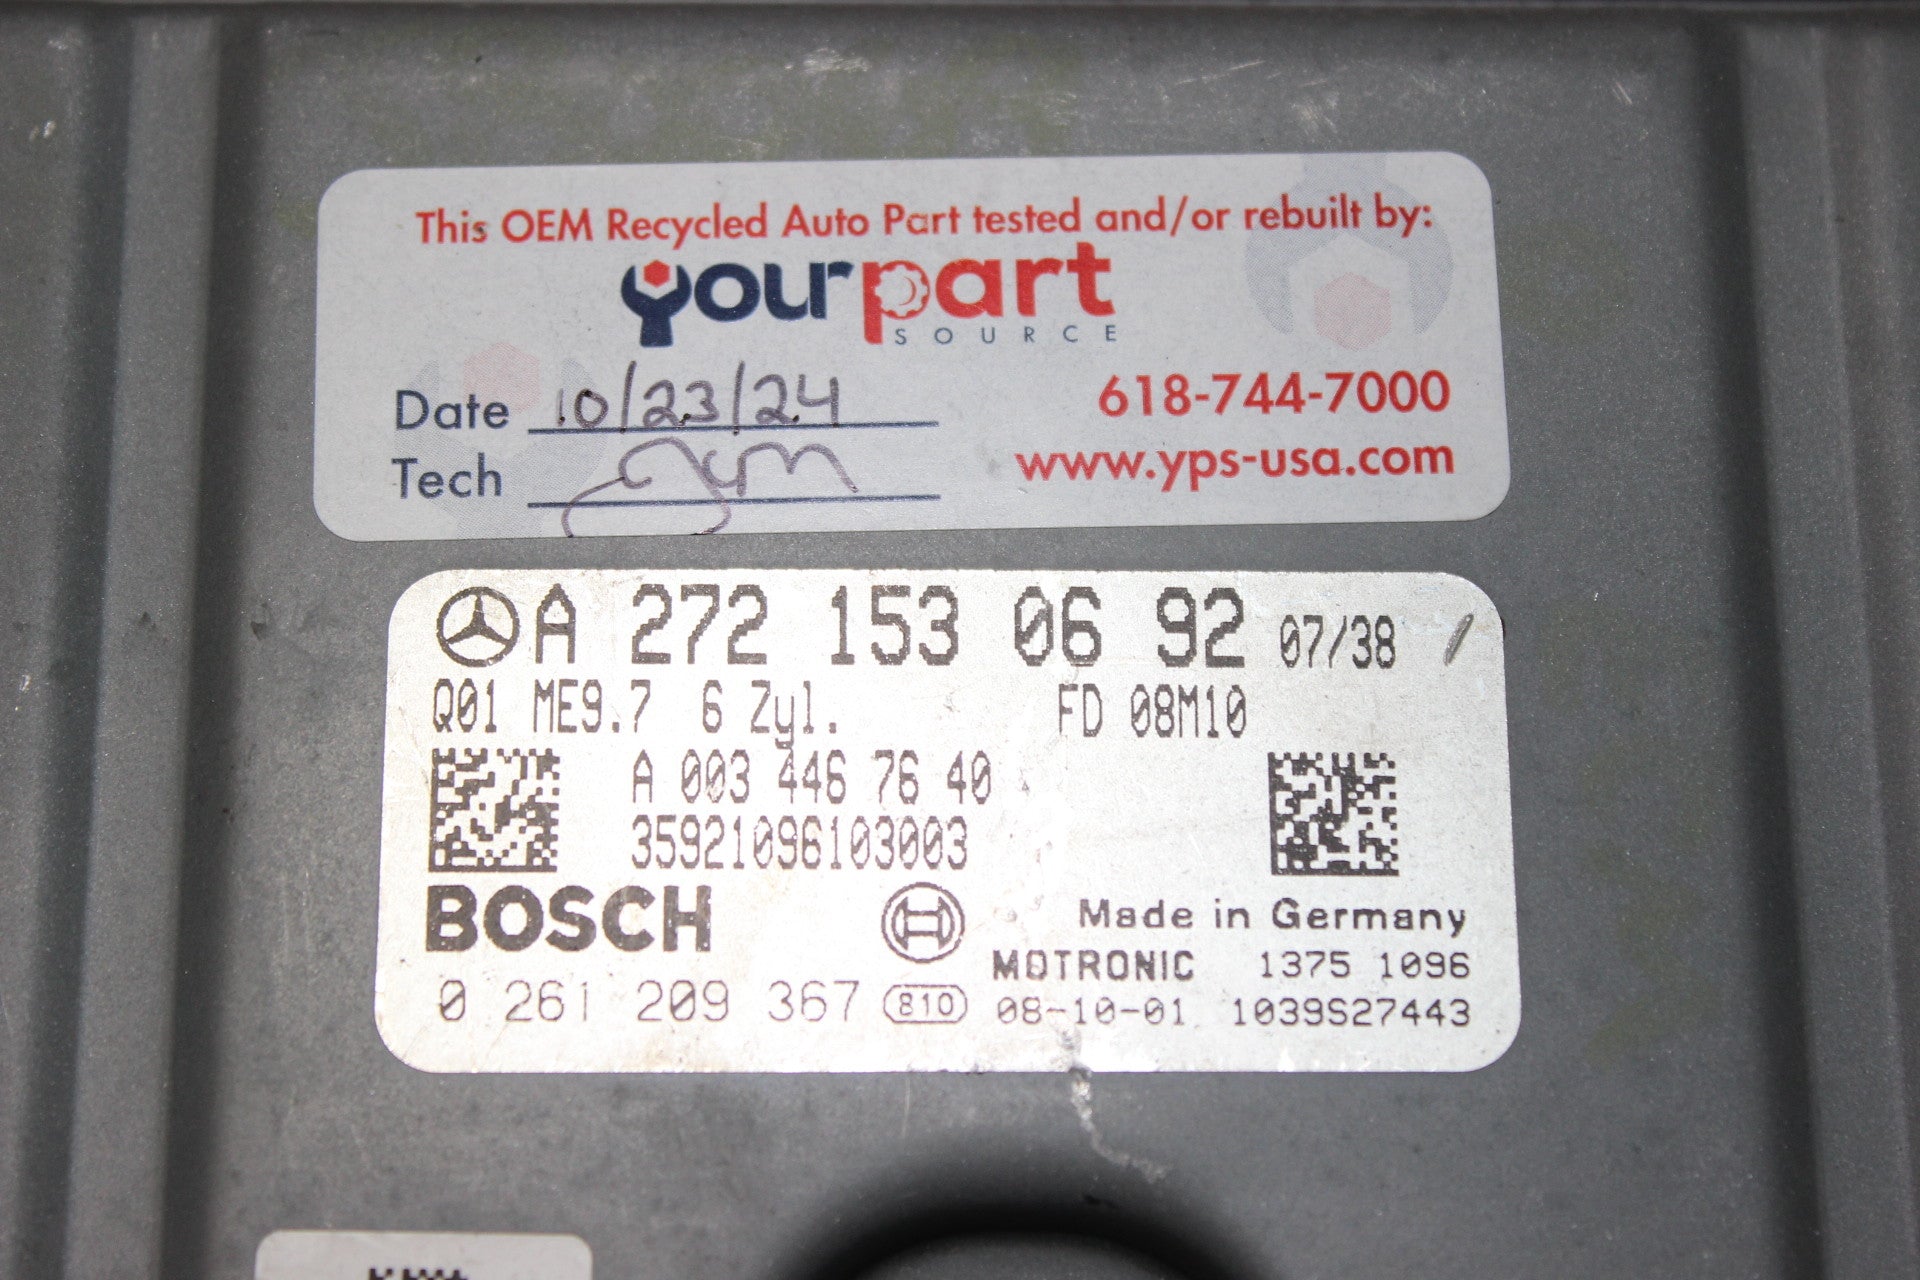 This OEM Recycled Auto Part tested and/or rebuilt by:
yourpart
SOURCE
Date 10/23/24
618-744-7000
Tech
www.yps-usa.com
A 272 153 06 92 07/38
Q01 ME9.7 6 Zyl. FD 08M10
A 003 446 76 40
35921096103003
BOSCH
Made in Germany
MOTRONIC 1375 1096
0 261 209 367 810 08-10-01 1039S27443